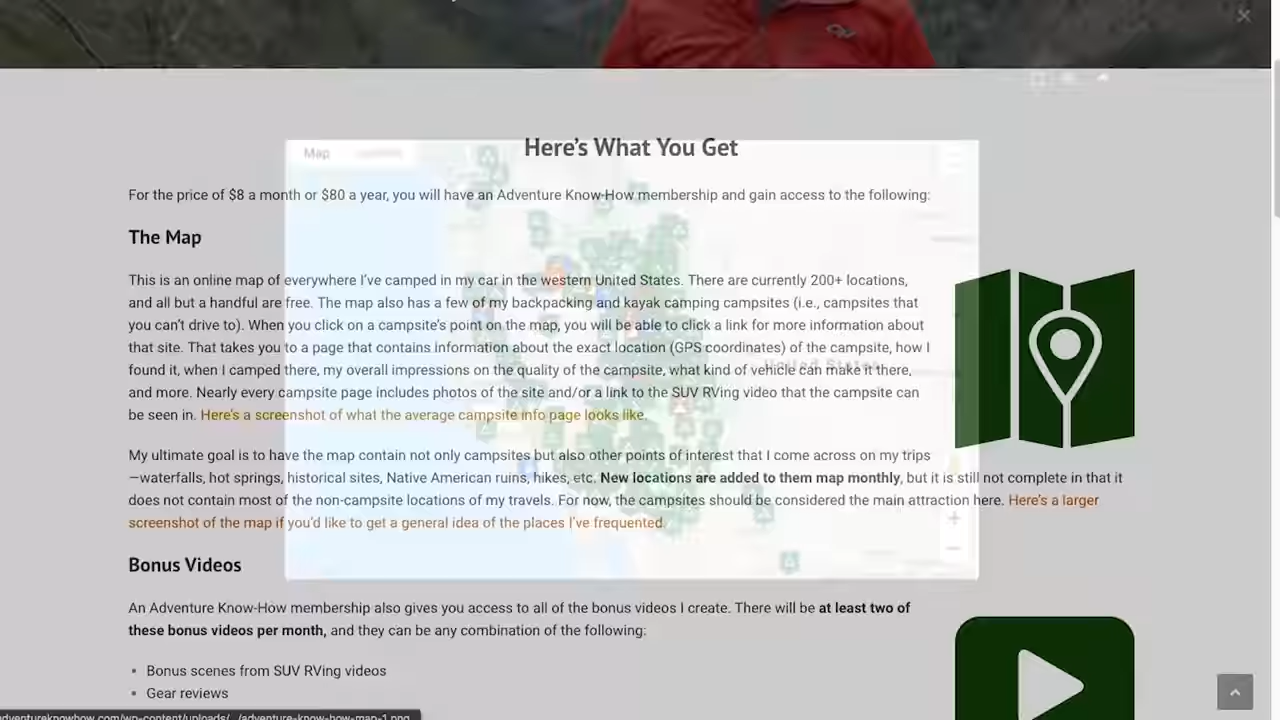 Map
Here's What You Get
For the price of $8 a month or $80 a year, you will have an Adventure Know-How membership and gain access to the following:
The Map
This is an online map of everywhere I've camped in my car in the western United States. There are currently 200+ locations,
and all but a handful are free. The map also has a few of my backpacking and kayak camping campsites (i.e., campsites that
you can't drive to). When you click on a campsite's point on the map, you will be able to click a link for more information about
that site. That takes you to a page that contains information about the exact location (GPS coordinates) of the campsite, how I
found it, when I camped there, my overall impressions on the quality of the campsite, what kind of vehicle can make it there,
and more. Nearly every campsite page includes photos of the site and/or a link to the SUV RVing video that the campsite can
be seen in. Here's a screenshot of what the average campsite info page looks like.
United States
My ultimate goal is to have the map contain not only campsites but also other points of interest that I come across on my trips
—waterfalls, hot springs, historical sites, Native American ruins, hikes, etc. New locations are added to them map monthly, but it is still not complete in that it
does not contain most of the non-campsite locations of my travels. For now, the campsites should be considered the main attraction here. Here's a larger
screenshot of the map if you'd like to get a general idea of the places I've frequented.
Bonus Videos
An Adventure Know-How membership also gives you access to all of the bonus videos I create. There will be at least two of
these bonus videos per month, and they can be any combination of the following:
• Bonus scenes from SUV RVing videos
• Gear reviews
adventureknowhow.com/wp-content/uploads/.../adventure-know-how-map-1.png